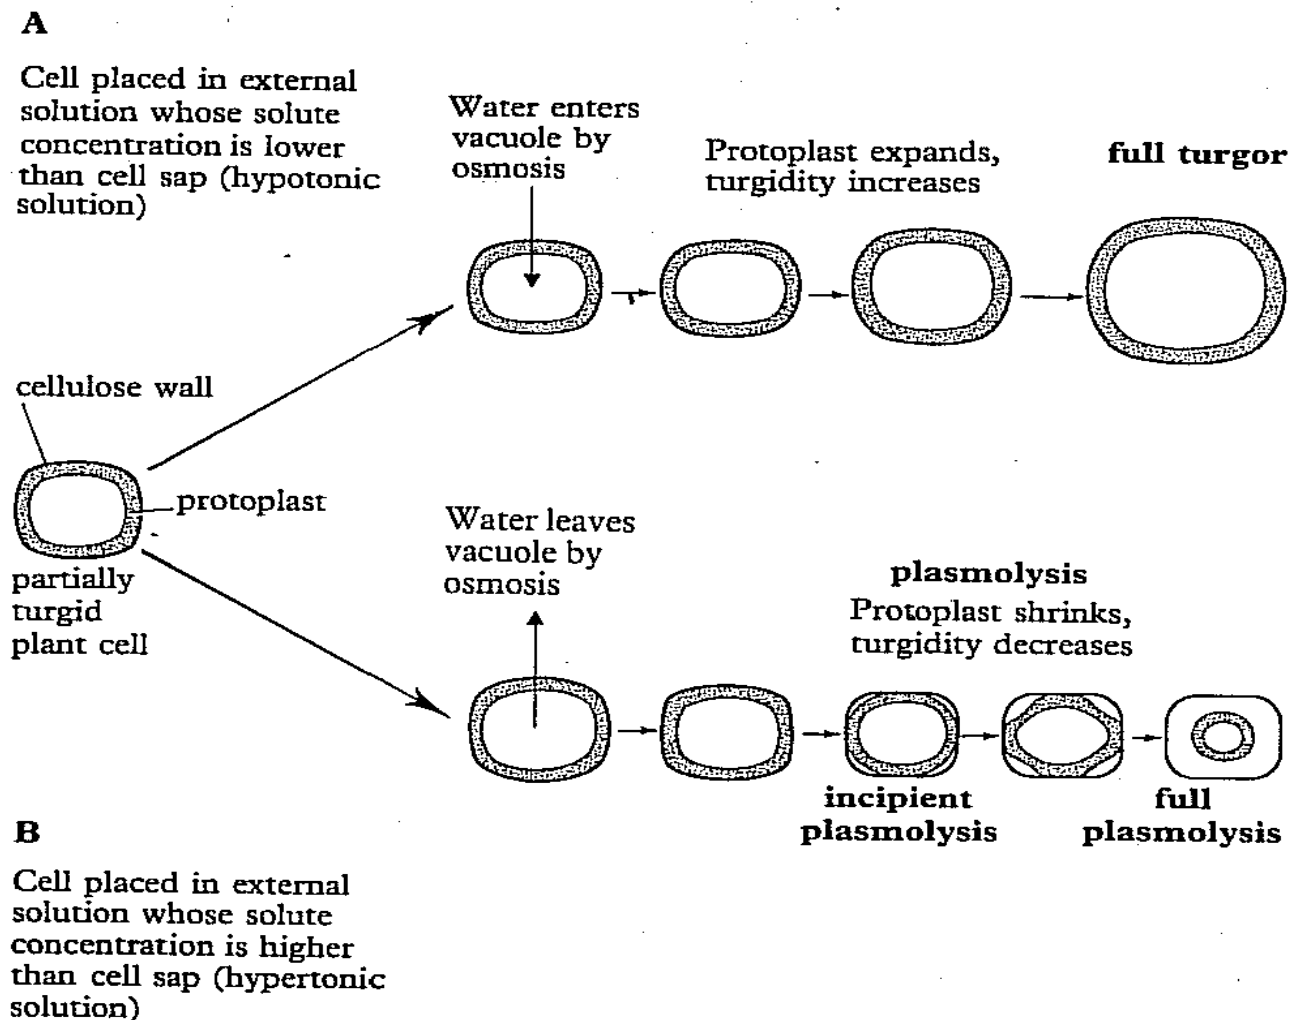 A
Cell placed in external
solution whose solute
concentration is lower
than cell sap (hypotonic
solution)
Water enters
vacuole by
osmosis
Protoplast expands,
turgidity increases
full turgor
cellulose wall
protoplast
partially
turgid
plant cell
Water leaves
vacuole by
osmosis
plasmolysis
Protoplast shrinks,
turgidity decreases
incipient
plasmolysis
full
plasmolysis
B
Cell placed in external
solution whose solute
concentration is higher
than cell sap (hypertonic
solution)